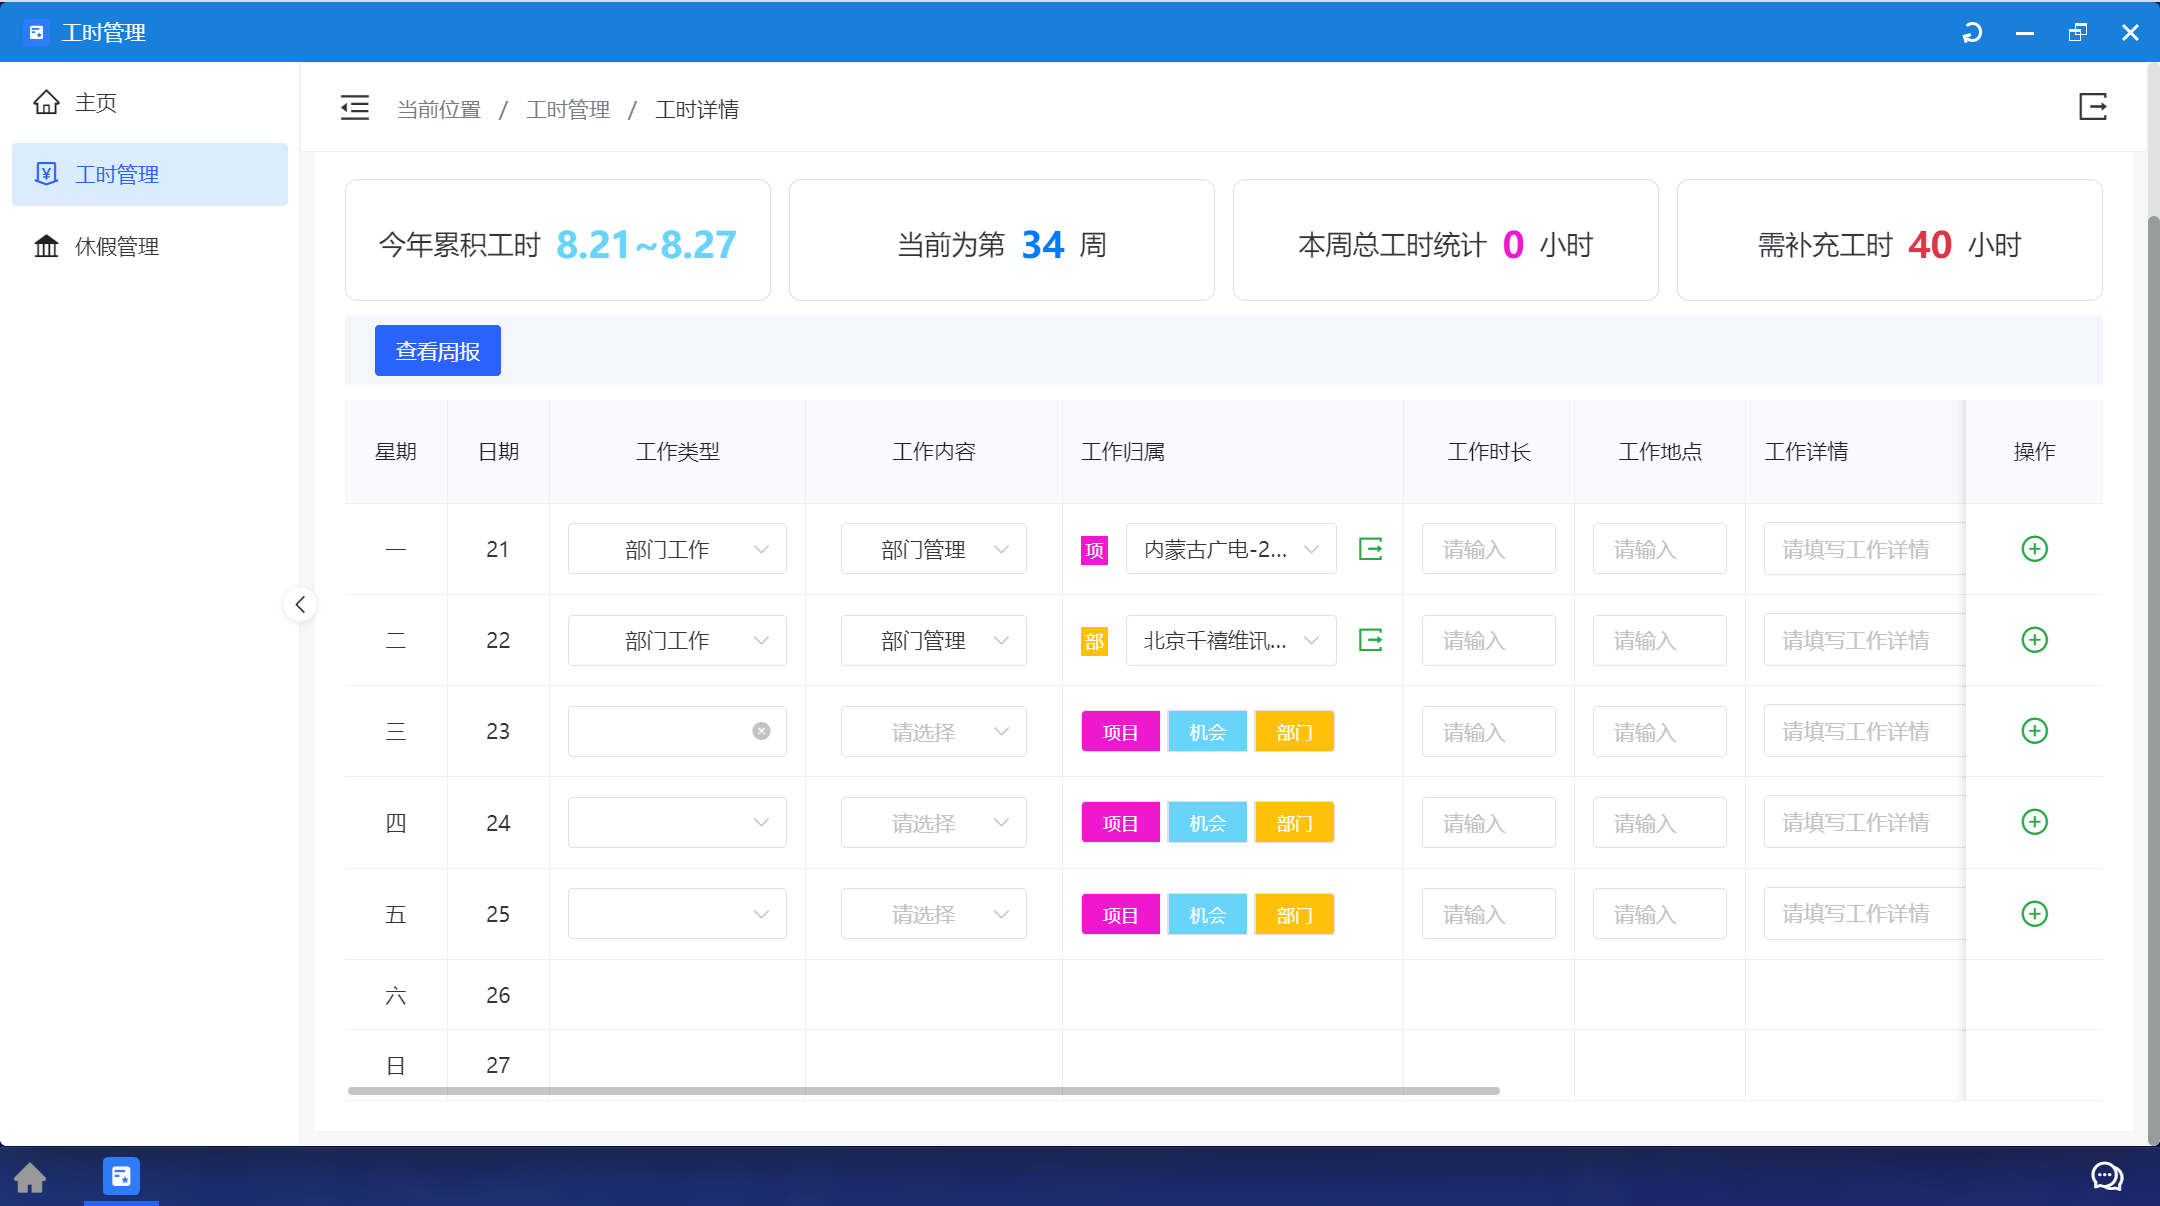 工时管理
主页
工时管理
休假管理
当前位置 / 工时管理 / 工时详情
今年累积工时 8.21~8.27
当前为第 34 周
本周总工时统计 0 小时
需补充工时 40 小时
查看周报
星期 日期 工作类型 工作内容 工作归属 工作时长 工作地点 工作详情 操作
一 21 部门工作 部门管理 项 内蒙古广电-2... 请输入 请输入 请填写工作详情
二 22 部门工作 部门管理 部 北京千禧维讯... 请输入 请输入 请填写工作详情
三 23 请选择 项目 机会 部门 请输入 请输入 请填写工作详情
四 24 请选择 项目 机会 部门 请输入 请输入 请填写工作详情
五 25 请选择 项目 机会 部门 请输入 请输入 请填写工作详情
六 26
日 27